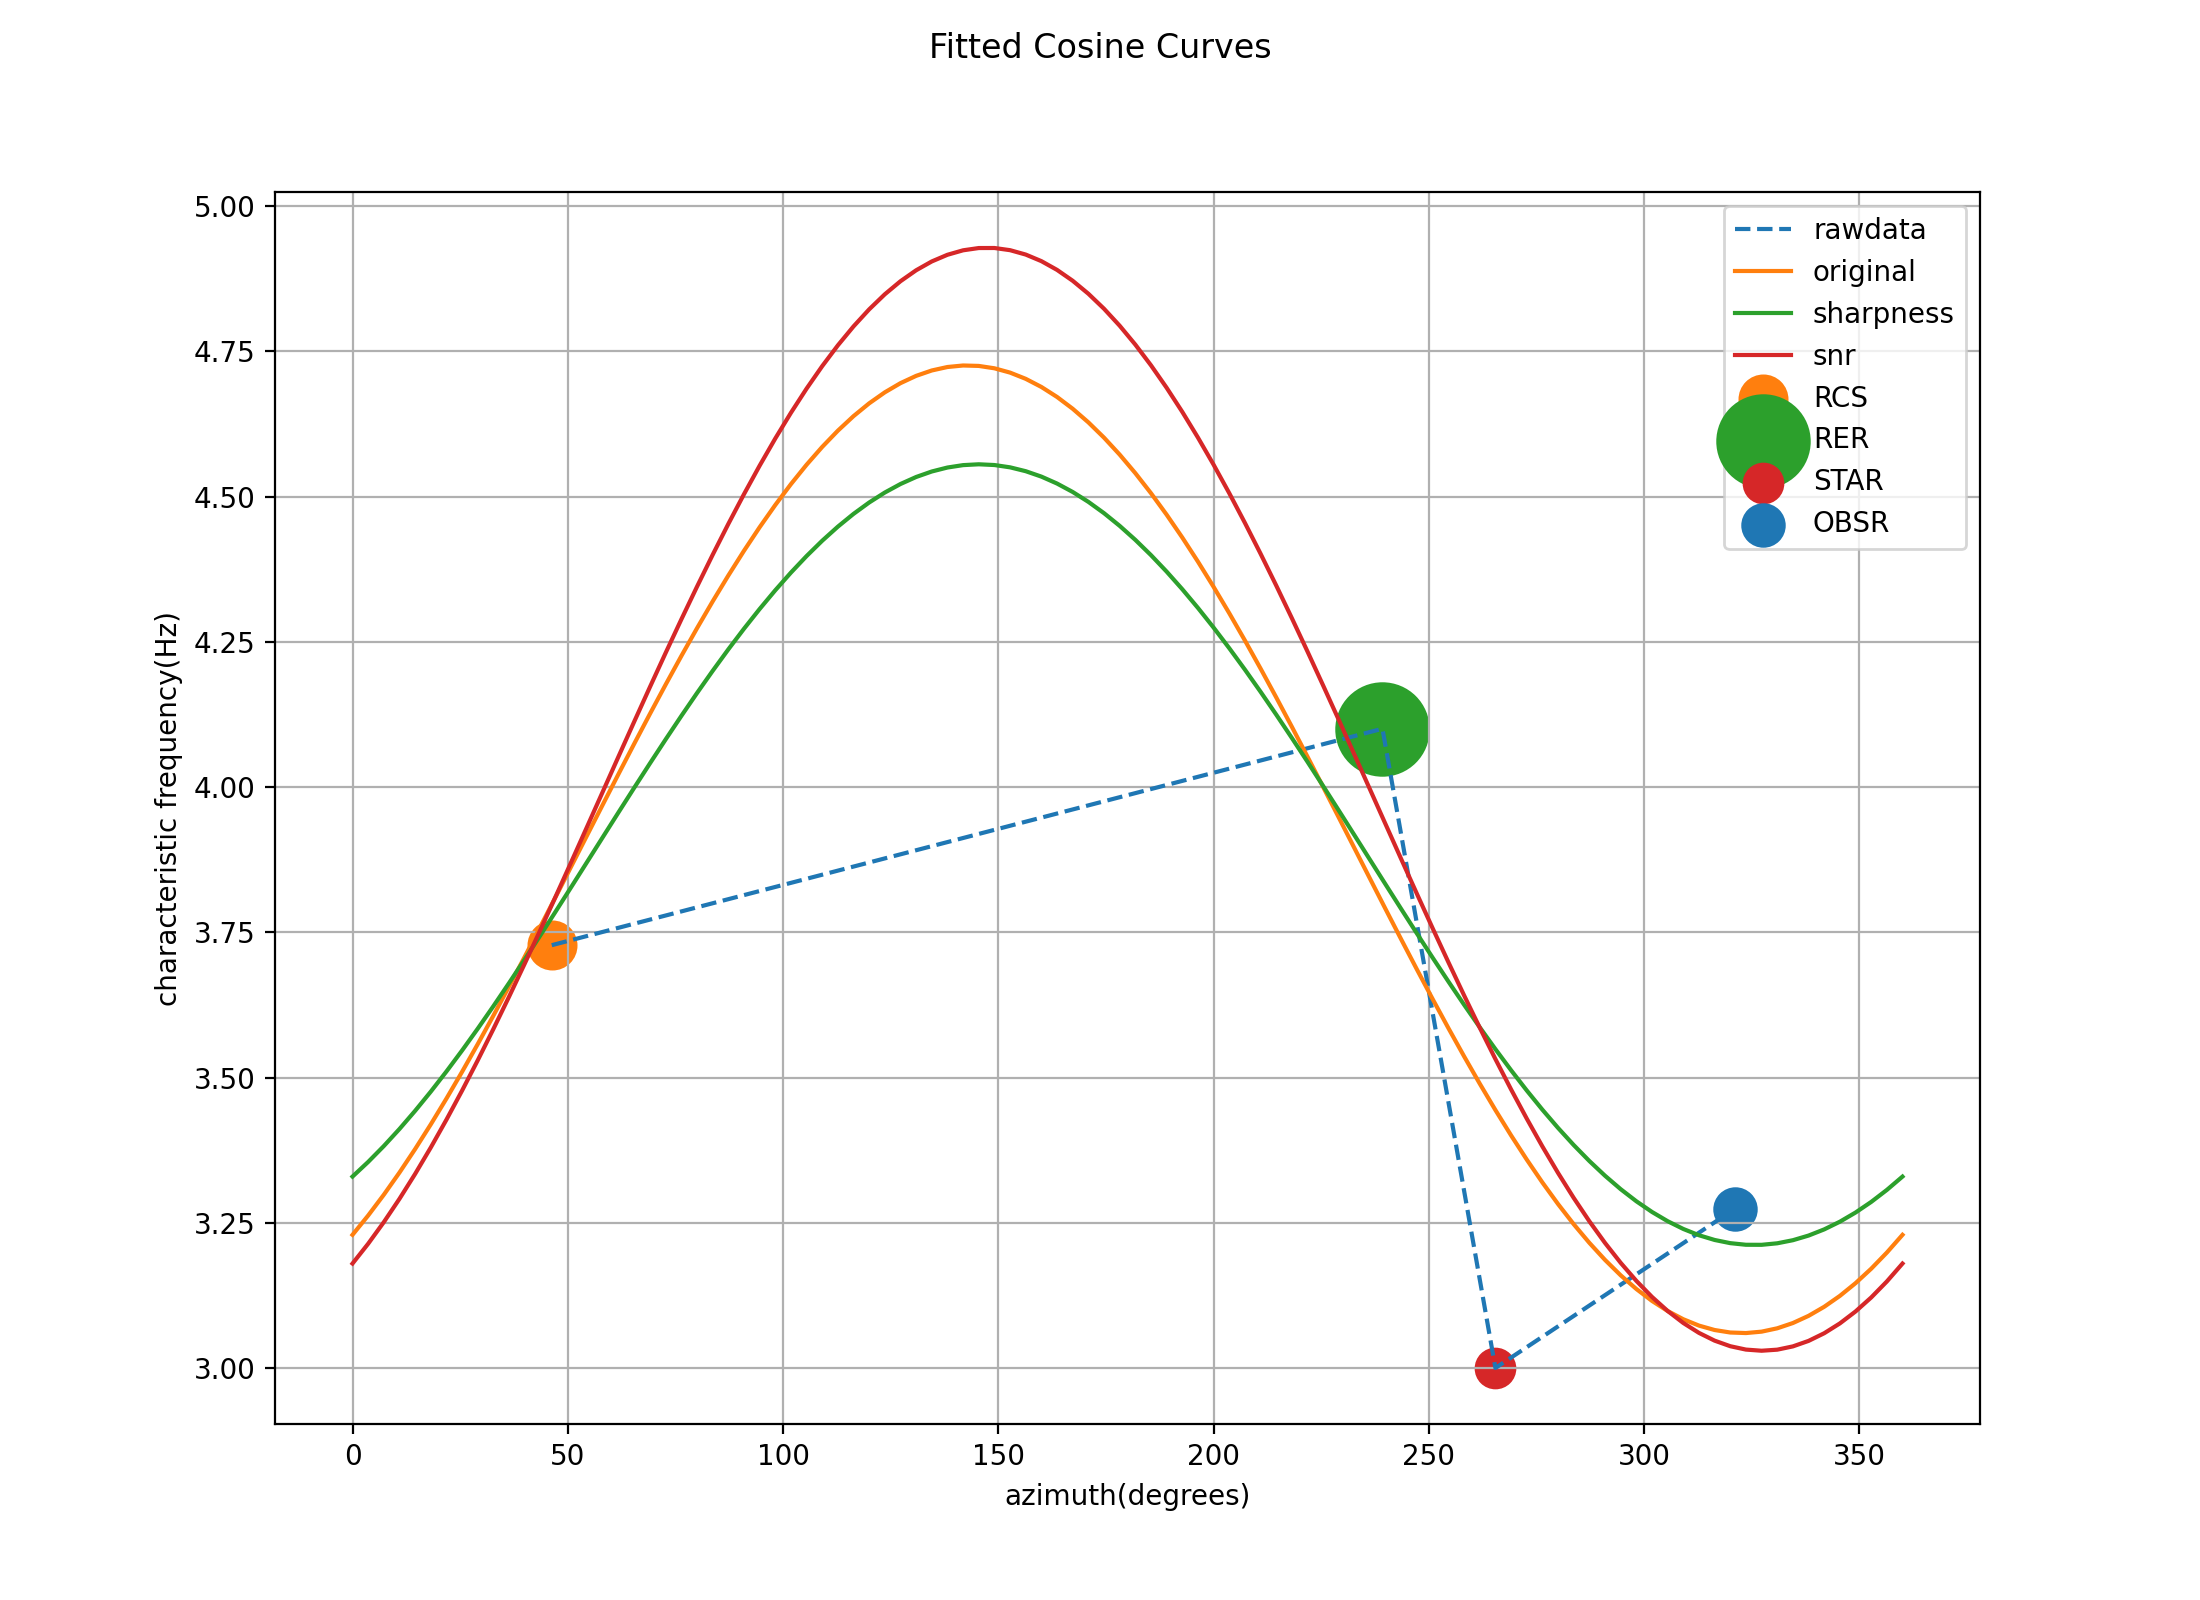 Fitted Cosine Curves
5.00
4.75
4.50
4.25
4.00
3.75
3.50
3.25
3.00
characteristic frequency(Hz)
rawdata
original
sharpness
snr
RCS
RER
STAR
OBSR
0 50 100 150 200 250 300 350
azimuth(degrees)